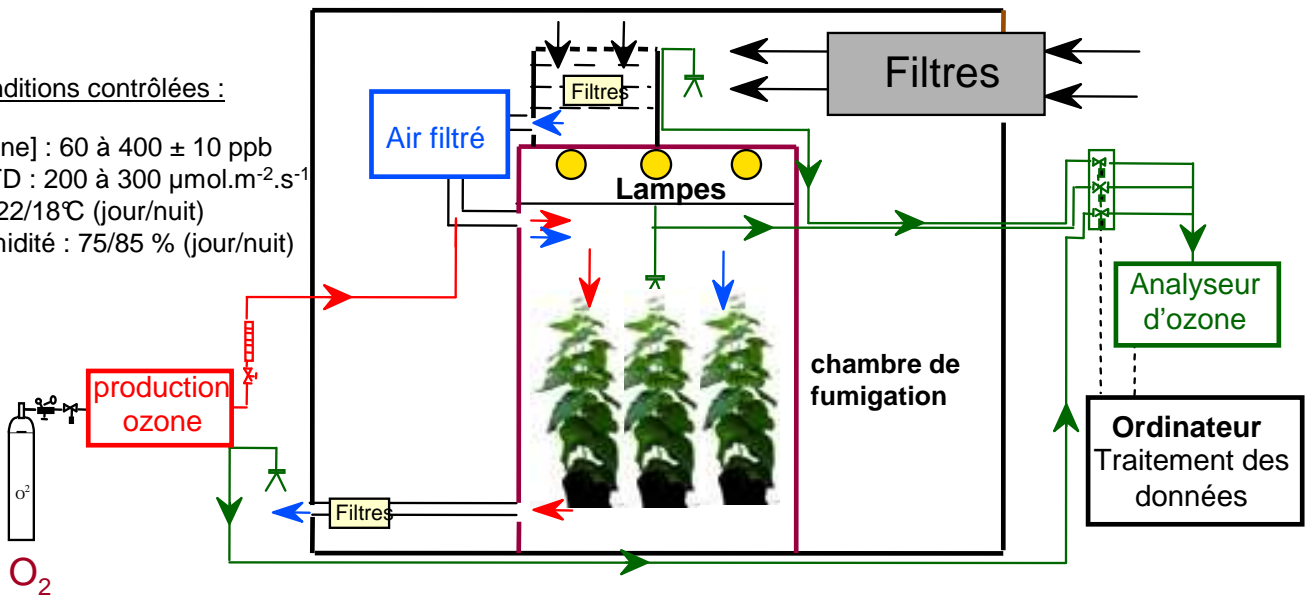 nditions contrôlées :
ne] : 60 à 400 ± 10 ppb
TD : 200 à 300 µmol.m-2.s-1
22/18°C (jour/nuit)
nidité : 75/85 % (jour/nuit)
Filtres
Filtres
Air filtré
Lampes
Analyseur
d'ozone
chambre de
fumigation
production
ozone
Ordinateur
Traitement des
données
O2
Filtres
O2